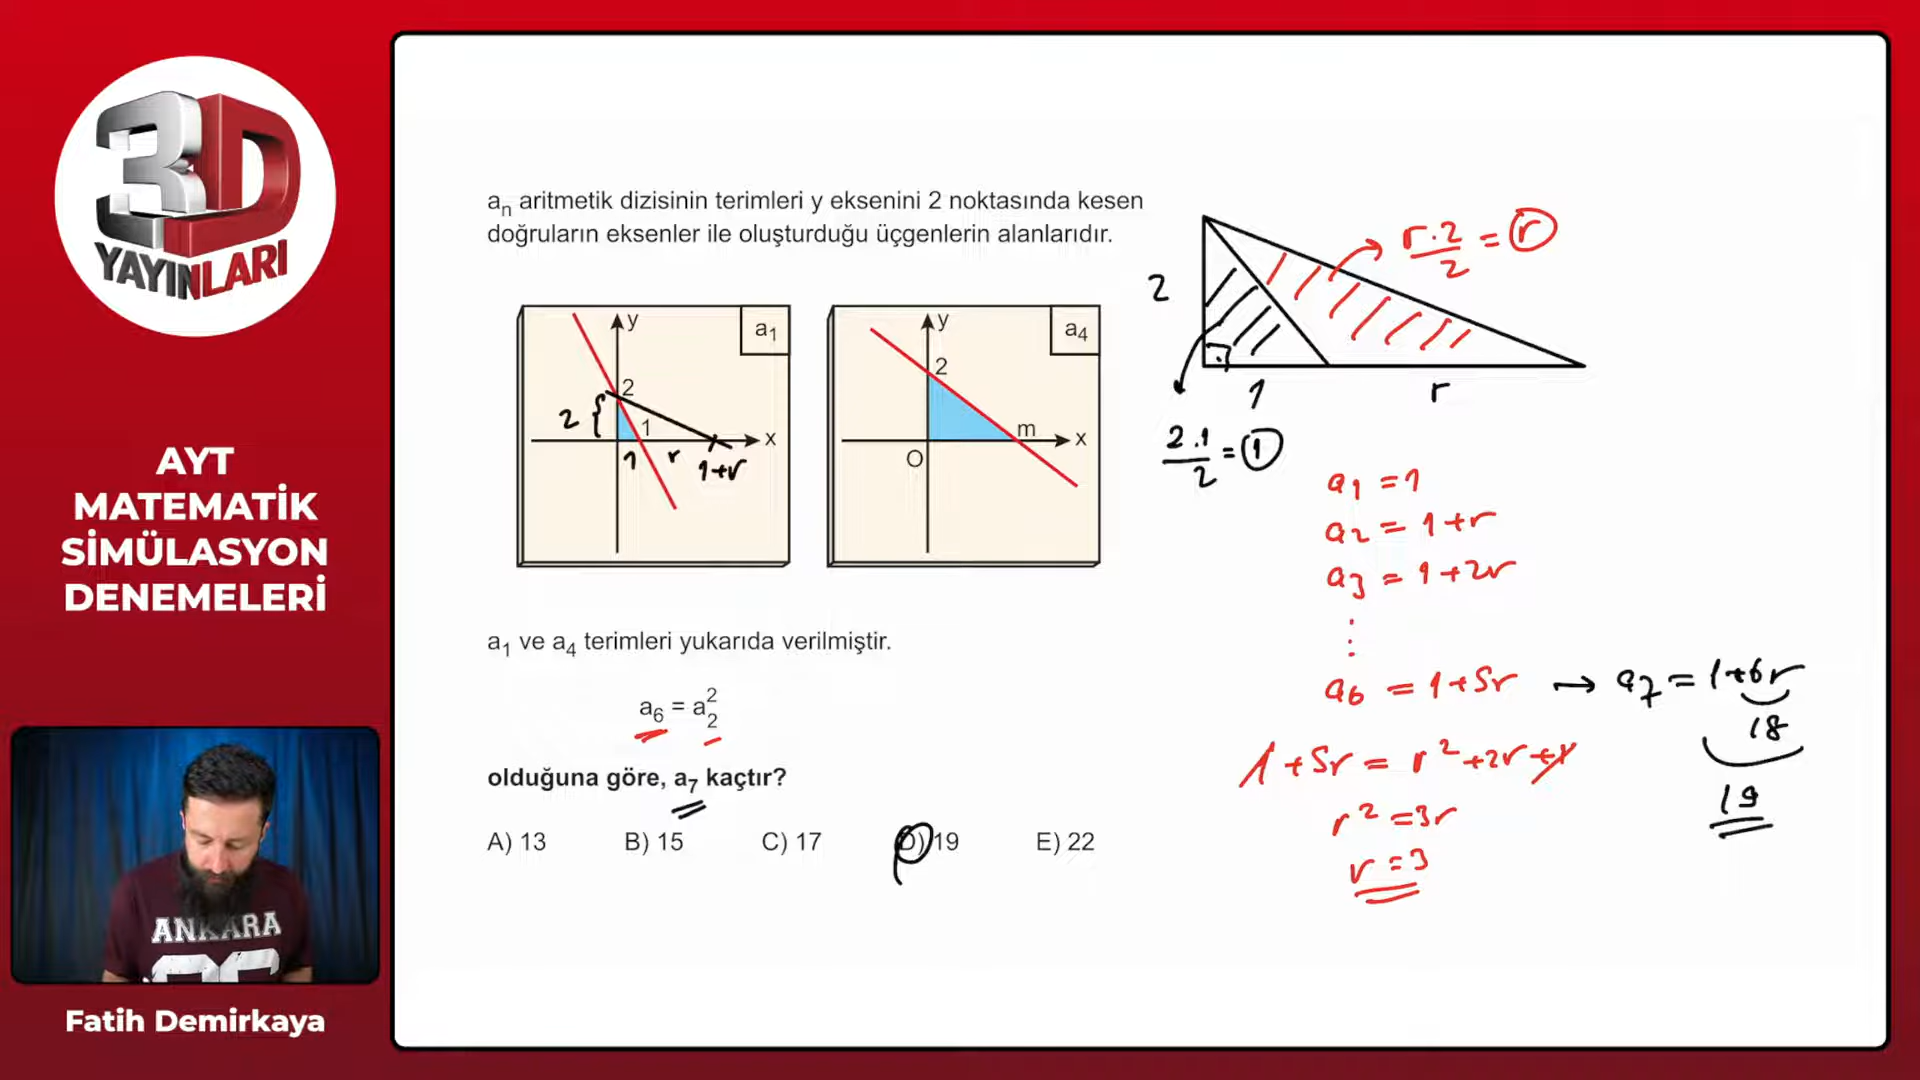 3D
YAYINLARI
AYT
MATEMATİK
SİMÜLASYON
DENEMELERİ
ANKARA
Fatih Demirkaya
aₙ aritmetik dizisinin terimleri y eksenini 2 noktasında kesen
doğruların eksenler ile oluşturduğu üçgenlerin alanlarıdır.
y
a₁
2
2
1
x
1 r 1+r
y
a₄
2
m
x
O
a₁ ve a₄ terimleri yukarıda verilmiştir.
a₆ = a₂²
olduğuna göre, a₇ kaçtır?
A) 13 B) 15 C) 17 D) 19 E) 22
r.2/2 = r
2
1 r
2.1/2 = 1
a₁ = 1
a₂ = 1+r
a₃ = 1+2r
⋮
a₆ = 1+5r → a₇ = 1+6r
18
19
1+5r = r²+2r+1
r² = 3r
r = 3